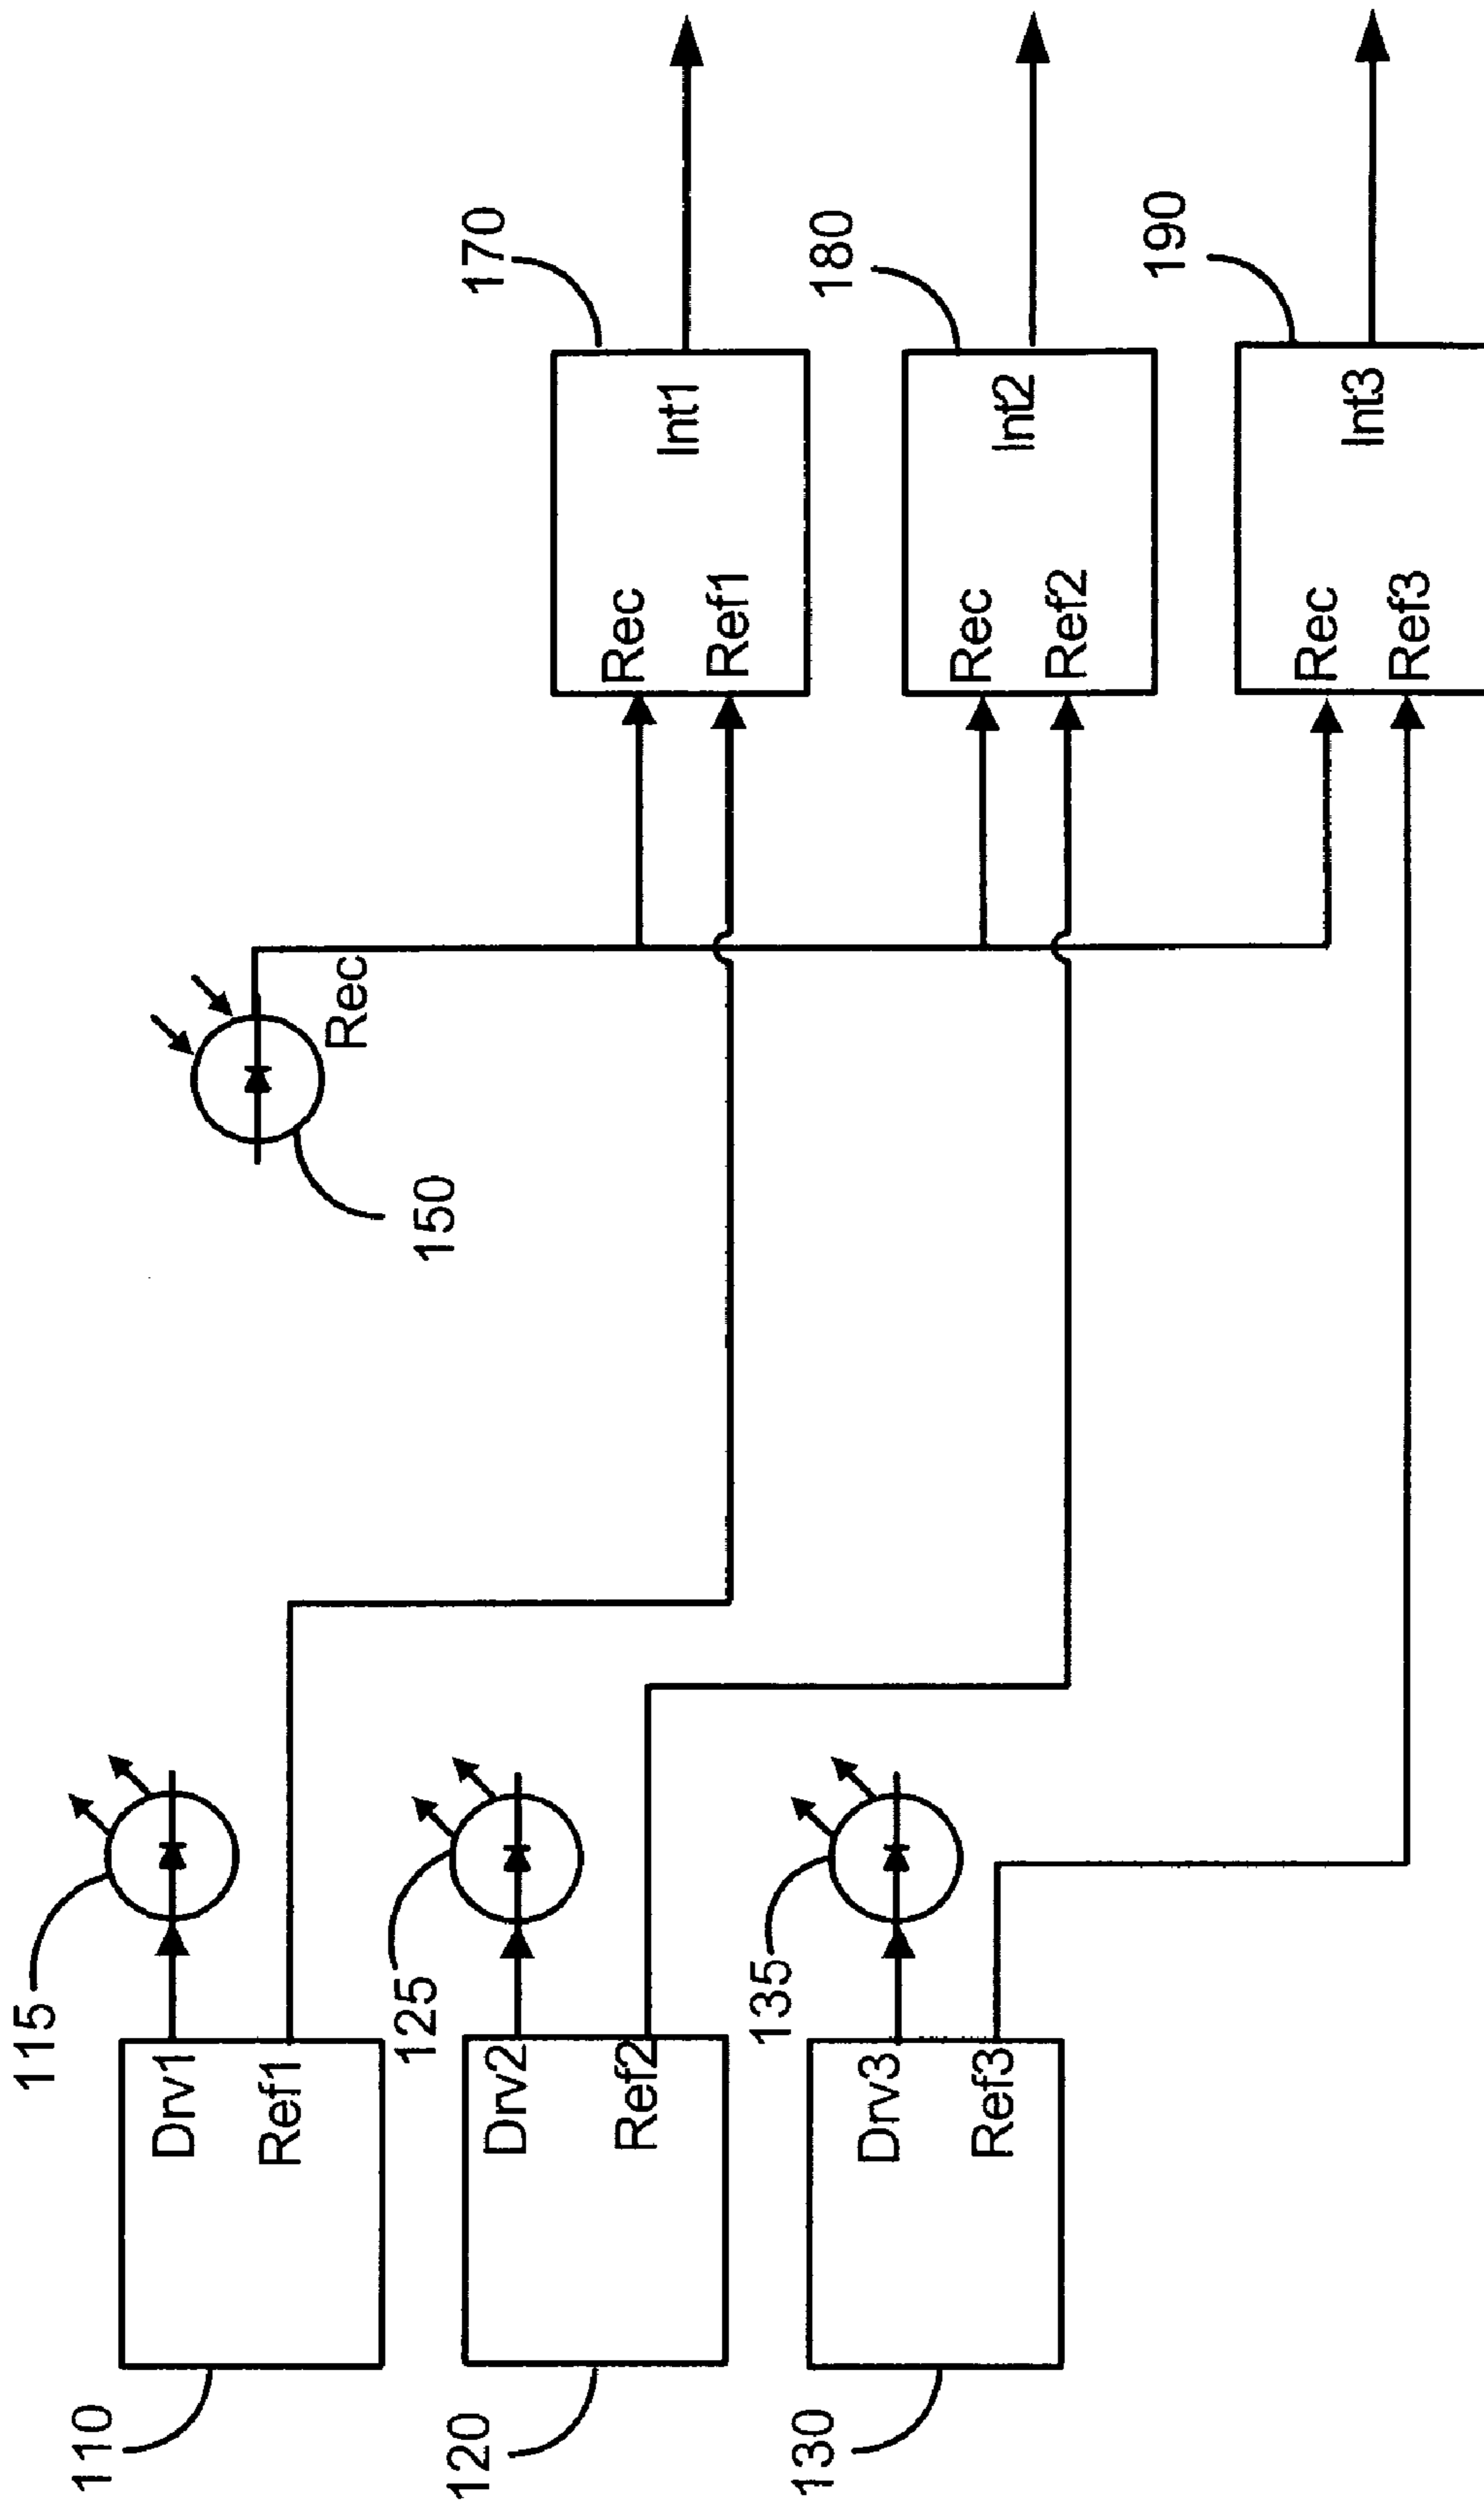 110
Drv1
Ref1
115
120
Drv2
Ref2
125
130
Drv3
Ref3
135
150
Rec
170
Rec
Ref1
Int1
180
Rec
Ref2
Int2
190
Rec
Ref3
Int3